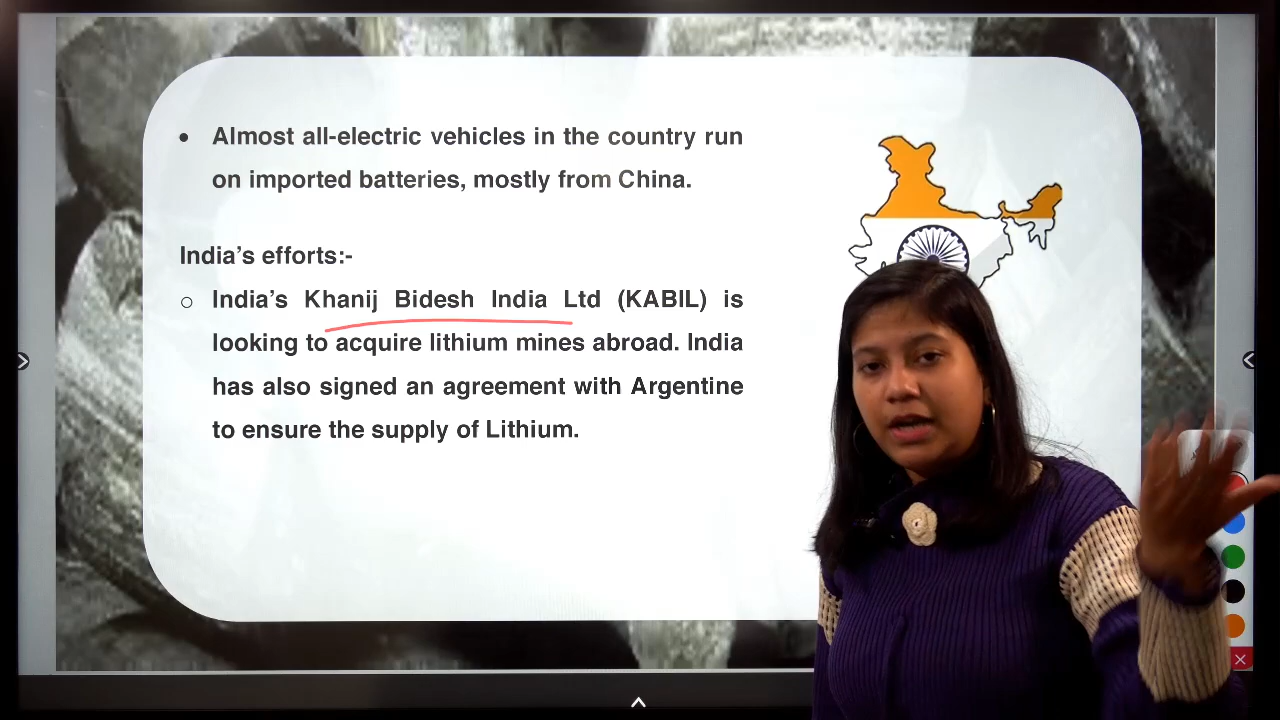 Almost all-electric vehicles in the country run
on imported batteries, mostly from China.
India’s efforts:-
India’s Khanij Bidesh India Ltd (KABIL) is
looking to acquire lithium mines abroad. India
has also signed an agreement with Argentine
to ensure the supply of Lithium.